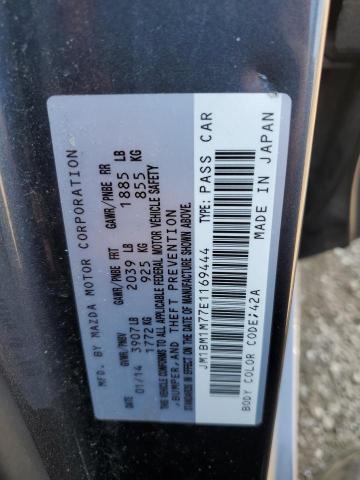 MFD. BY MAZDA MOTOR CORPORATION
DATE GVWR/PNBV GAWR/PNBE FRT GAWR/PNBE RR
01/14 3907LB 2039 LB 1885 LB
1772KG 925 KG 855 KG
THIS VEHICLE CONFORMS TO ALL APPLICABLE FEDERAL MOTOR VEHICLE SAFETY
,BUMPER, AND THEFT PREVENTION
STANDARDS IN EFFECT ON THE DATE OF MANUFACTURE SHOWN ABOVE.
JM1BM1M77E1169444 TYPE: PASS CAR
BODY COLOR CODE;42A MADE IN JAPAN